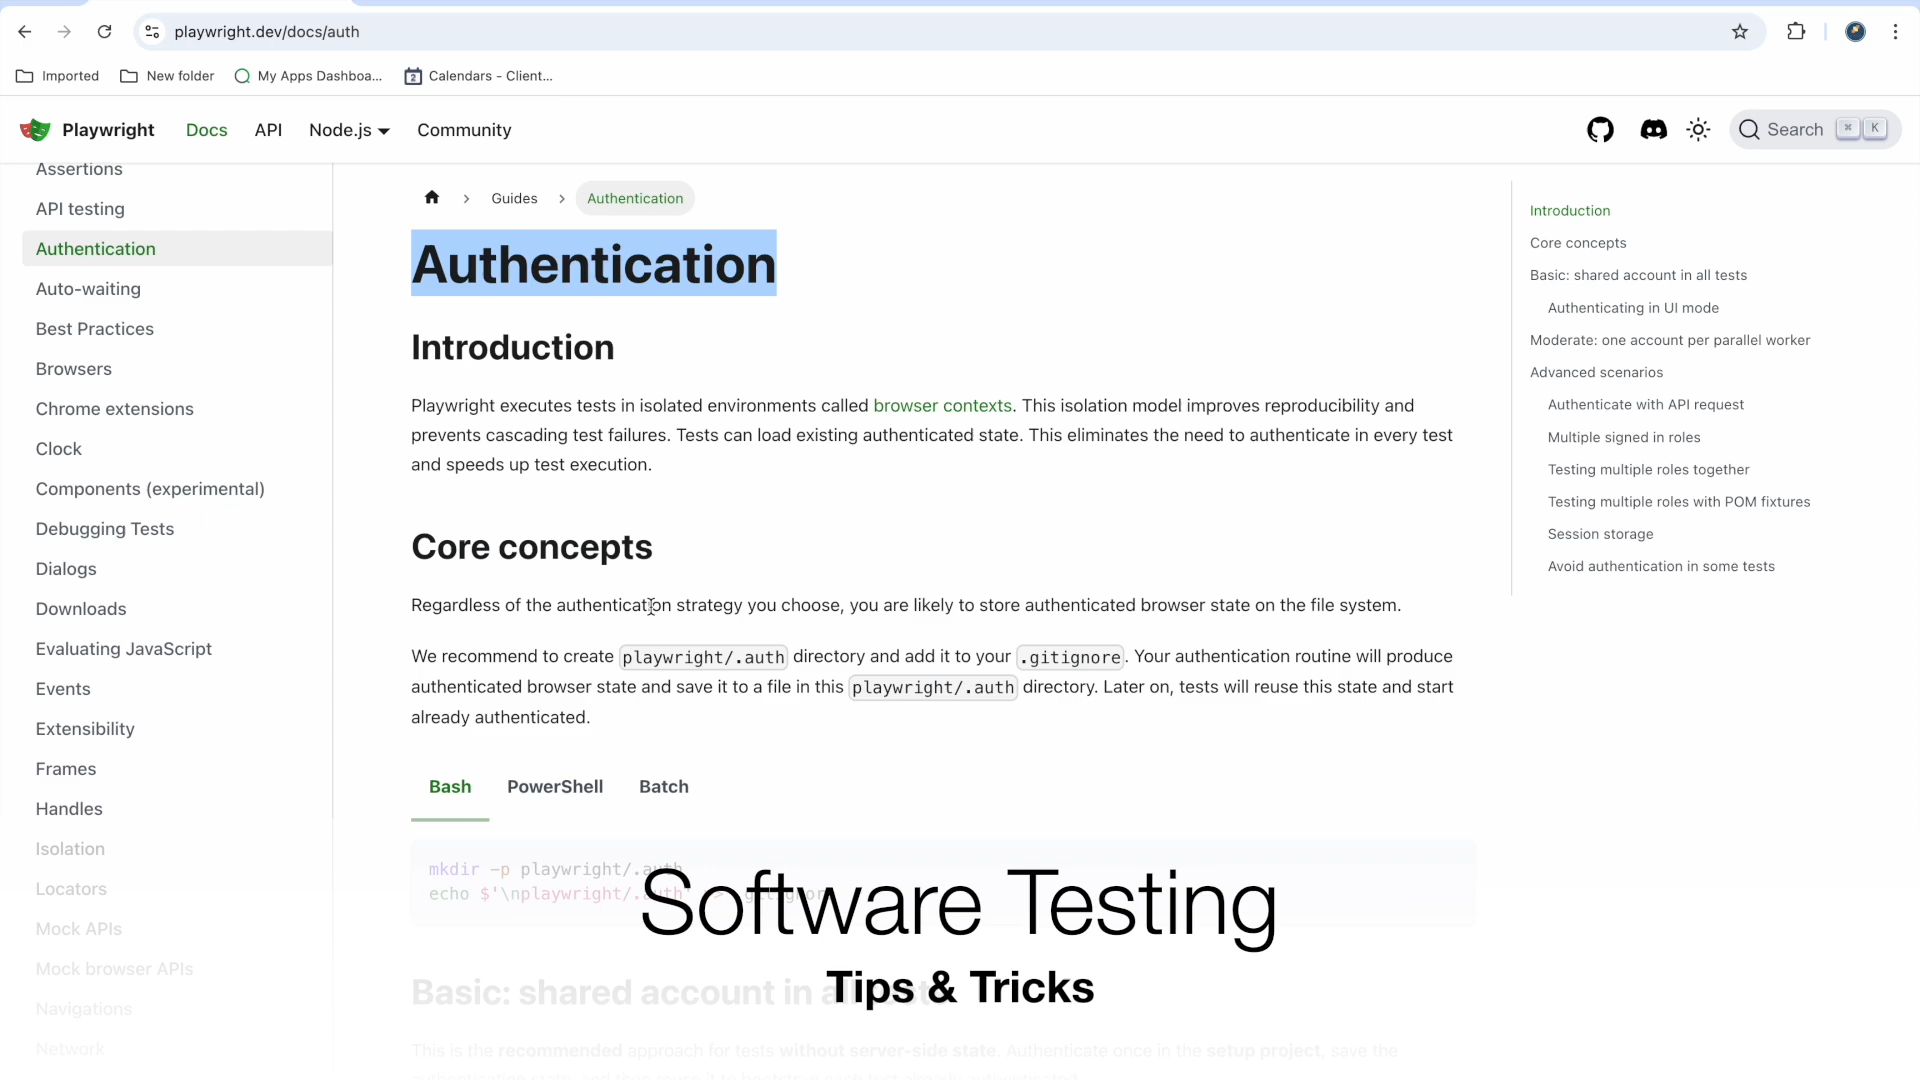 playwright.dev/docs/auth
Imported
New folder
My Apps Dashboa...
2
Calendars - Client...
Playwright
Docs
API
Node.js
Community
Search
⌘ K
Assertions
API testing
Authentication
Auto-waiting
Best Practices
Browsers
Chrome extensions
Clock
Components (experimental)
Debugging Tests
Dialogs
Downloads
Evaluating JavaScript
Events
Extensibility
Frames
Handles
Isolation
Locators
Mock APIs
Mock browser APIs
Navigations
Network
Guides
Authentication
Authentication
Introduction
Playwright executes tests in isolated environments called browser contexts. This isolation model improves reproducibility and
prevents cascading test failures. Tests can load existing authenticated state. This eliminates the need to authenticate in every test
and speeds up test execution.
Core concepts
Regardless of the authentication strategy you choose, you are likely to store authenticated browser state on the file system.
We recommend to create playwright/.auth directory and add it to your .gitignore. Your authentication routine will produce
authenticated browser state and save it to a file in this playwright/.auth directory. Later on, tests will reuse this state and start
already authenticated.
Bash
PowerShell
Batch
mkdir -p playwright/.auth
echo $'\nplaywright/.auth' >> .gitignore
Software Testing
Tips & Tricks
Basic: shared account in all tests
This is the recommended approach for tests without server-side state. Authenticate once in the setup project, save the
Introduction
Core concepts
Basic: shared account in all tests
Authenticating in UI mode
Moderate: one account per parallel worker
Advanced scenarios
Authenticate with API request
Multiple signed in roles
Testing multiple roles together
Testing multiple roles with POM fixtures
Session storage
Avoid authentication in some tests